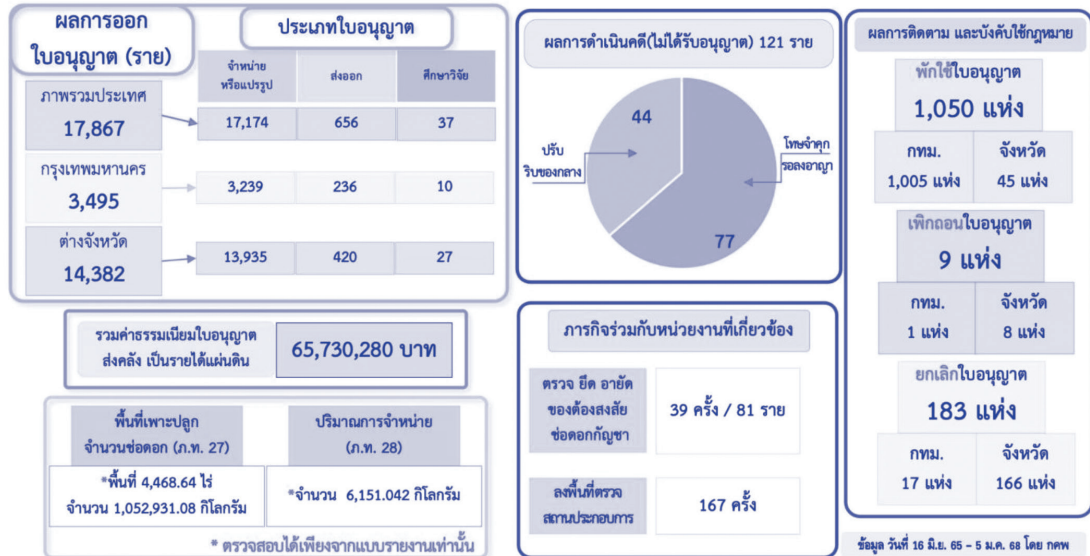 ผลการออก
ใบอนุญาต (ราย)
ประเภทใบอนุญาต
จำหน่าย
หรือแปรรูป
ส่งออก
ศึกษาวิจัย
ภาพรวมประเทศ
17,867
17,174
656
37
กรุงเทพมหานคร
3,495
3,239
236
10
ต่างจังหวัด
14,382
13,935
420
27
รวมค่าธรรมเนียมใบอนุญาต
ส่งคลัง เป็นรายได้แผ่นดิน
65,730,280 บาท
พื้นที่เพาะปลูก
จำนวนช่อดอก (ภ.ท. 27)
ปริมาณการจำหน่าย
(ภ.ท. 28)
*พื้นที่ 4,468.64 ไร่
จำนวน 1,052,931.08 กิโลกรัม
*จำนวน 6,151.042 กิโลกรัม
* ตรวจสอบได้เพียงจากแบบรายงานเท่านั้น
ผลการดำเนินคดี(ไม่ได้รับอนุญาต) 121 ราย
44
ปรับ
ริบของกลาง
โทษจำคุก
รอลงอาญา
77
ภารกิจร่วมกับหน่วยงานที่เกี่ยวข้อง
ตรวจ ยึด อายัด
ของต้องสงสัย
ช่อดอกกัญชา
39 ครั้ง / 81 ราย
ลงพื้นที่ตรวจ
สถานประกอบการ
167 ครั้ง
ผลการติดตาม และบังคับใช้กฎหมาย
พักใช้ใบอนุญาต
1,050 แห่ง
กทม.
1,005 แห่ง
จังหวัด
45 แห่ง
เพิกถอนใบอนุญาต
9 แห่ง
กทม.
1 แห่ง
จังหวัด
8 แห่ง
ยกเลิกใบอนุญาต
183 แห่ง
กทม.
17 แห่ง
จังหวัด
166 แห่ง
ข้อมูล วันที่ 16 มิ.ย. 65 – 5 ม.ค. 68 โดย กคพ